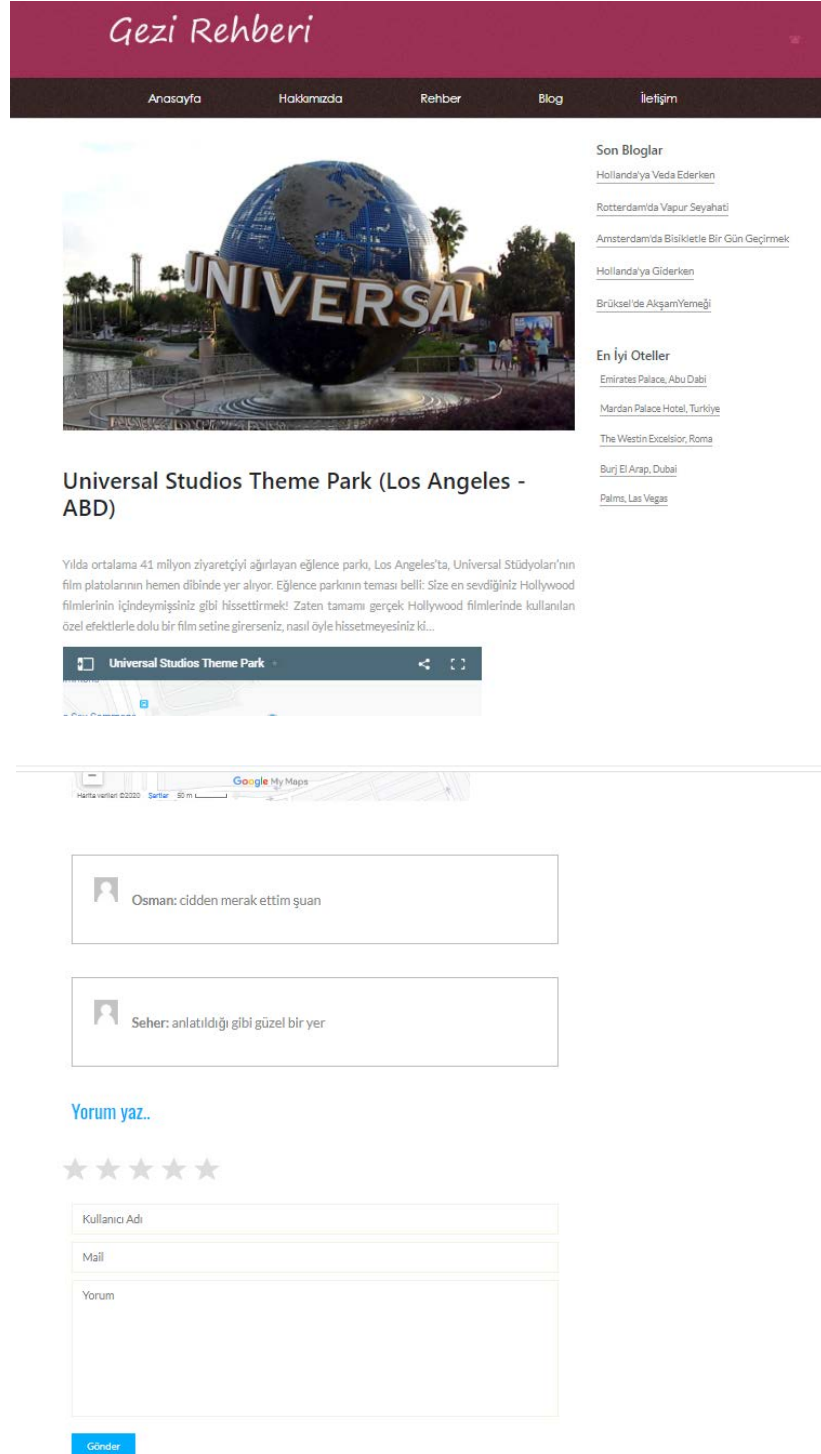 Gezi Rehberi
Anasayfa Hakkımızda Rehber Blog İletişim
UNIVERSAL
Universal Studios Theme Park (Los Angeles -
ABD)
Yılda ortalama 41 milyon ziyaretçiyi ağırlayan eğlence parkı, Los Angeles'ta, Universal Stüdyoları'nın
film platolarının hemen dibinde yer alıyor. Eğlence parkının teması belli: Size en sevdiğiniz Hollywood
filmlerinin içindeymişsiniz gibi hissettirmek! Zaten tamamı gerçek Hollywood filmlerinde kullanılan
özel efektlerle dolu bir film setine girerseniz, nasıl öyle hissetmeyesiniz ki...
Universal Studios Theme Park
Google My Maps
Harita verileri ©2020 Şartlar 50 m
Osman: cidden merak ettim şuan
Seher: anlatıldığı gibi güzel bir yer
Yorum yaz..
Kullanıcı Adı
Mail
Yorum
Gönder
Son Bloglar
Hollanda'ya Veda Ederken
Rotterdam'da Vapur Seyahati
Amsterdam'da Bisikletle Bir Gün Geçirmek
Hollanda'ya Giderken
Brüksel'de AkşamYemeği
En İyi Oteller
Emirates Palace, Abu Dabi
Mardan Palace Hotel, Turkiye
The Westin Excelsior, Roma
Burj El Arap, Dubai
Palms, Las Vegas